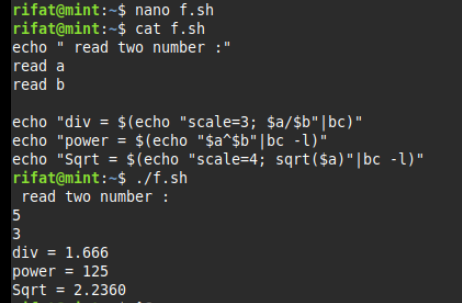 rifat@mint:~$ nano f.sh
rifat@mint:~$ cat f.sh
echo " read two number :"
read a
read b

echo "div = $(echo "scale=3; $a/$b"|bc)"
echo "power = $(echo "$a^$b"|bc -l)"
echo "Sqrt = $(echo "scale=4; sqrt($a)"|bc -l)"
rifat@mint:~$ ./f.sh
 read two number :
5
3
div = 1.666
power = 125
Sqrt = 2.2360